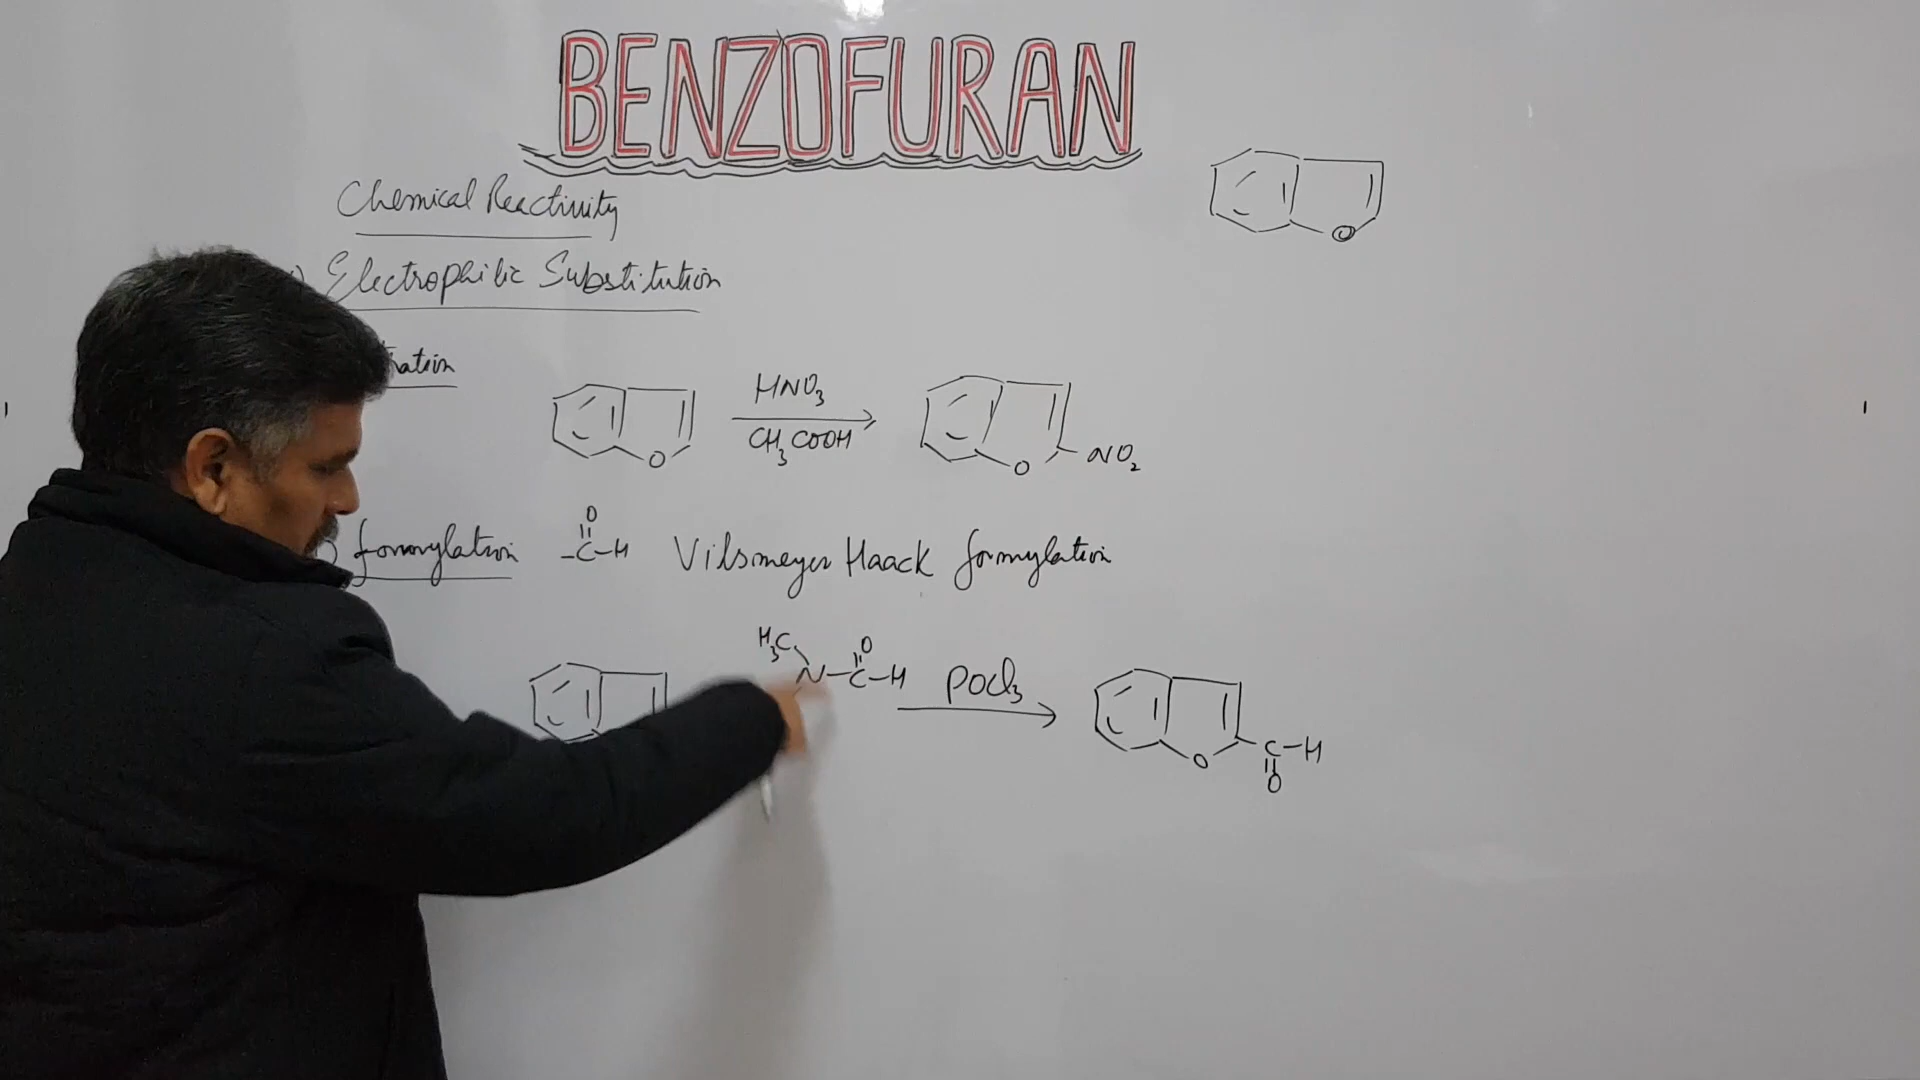 BENZOFURAN
Chemical Reactivity
Electrophilic Substitution
O
HNO3
CH3COOH
O
O
NO2
formylation
O
-C-H
Vilsmeyer Haack formylation
H3C
O
N-C-H
POCl3
O
C-H
O